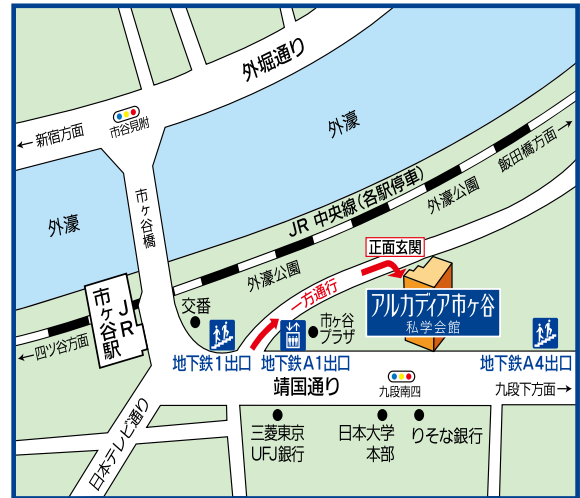 外堀通り
市谷見附
←新宿方面
外濠
飯田橋方面→
市ヶ谷橋
外濠
JR 中央線(各駅停車)
外濠公園
正面玄関
外濠公園
一方通行
アルカディア市ヶ谷
私学会館
交番
市ヶ谷
プラザ
JR
市ヶ谷駅
←四ツ谷方面
地下鉄1出口
地下鉄A1出口
地下鉄A4出口
靖国通り
九段南四
九段下方面→
日本テレビ通り
三菱東京
UFJ銀行
日本大学
本部
りそな銀行